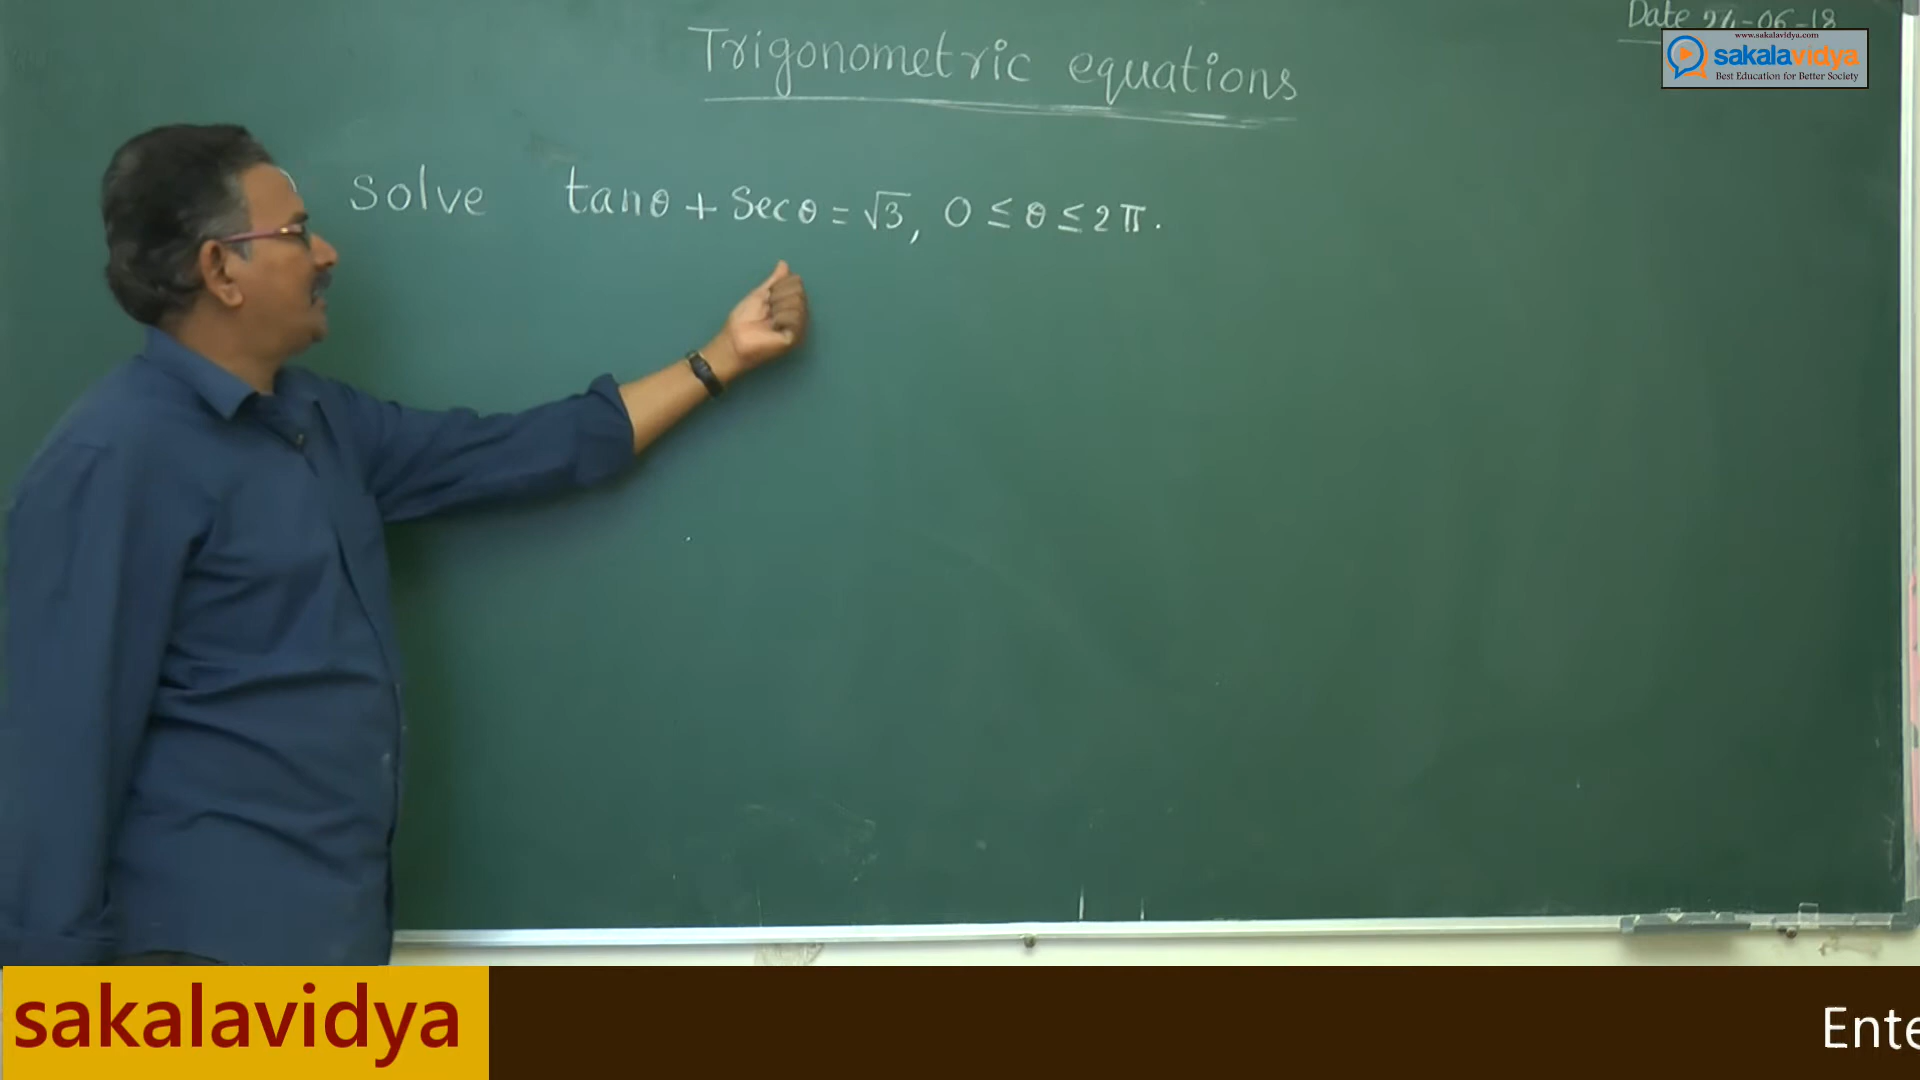 Date 24-06-18
www.sakalavidya.com
sakalavidya
Best Education for Better Society
Trigonometric equations
solve tanθ + Secθ = √3, 0 ≤ θ ≤ 2π.
sakalavidya
Ente